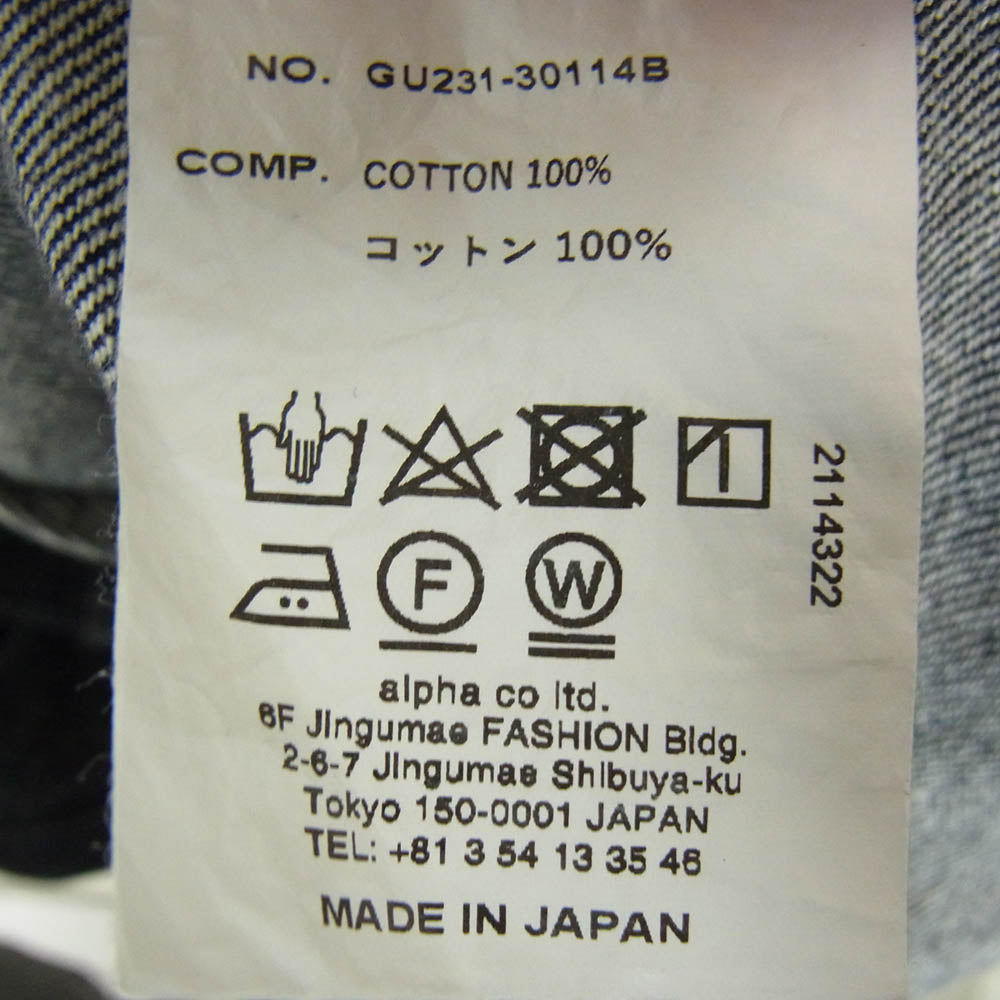 NO. GU231-30114B
COMP. COTTON 100%
コットン 100%
2114322
F
W
alpha co ltd.
6F Jingumae FASHION Bldg.
2-6-7 Jingumae Shibuya-ku
Tokyo 150-0001 JAPAN
TEL: +81 3 54 13 35 46
MADE IN JAPAN